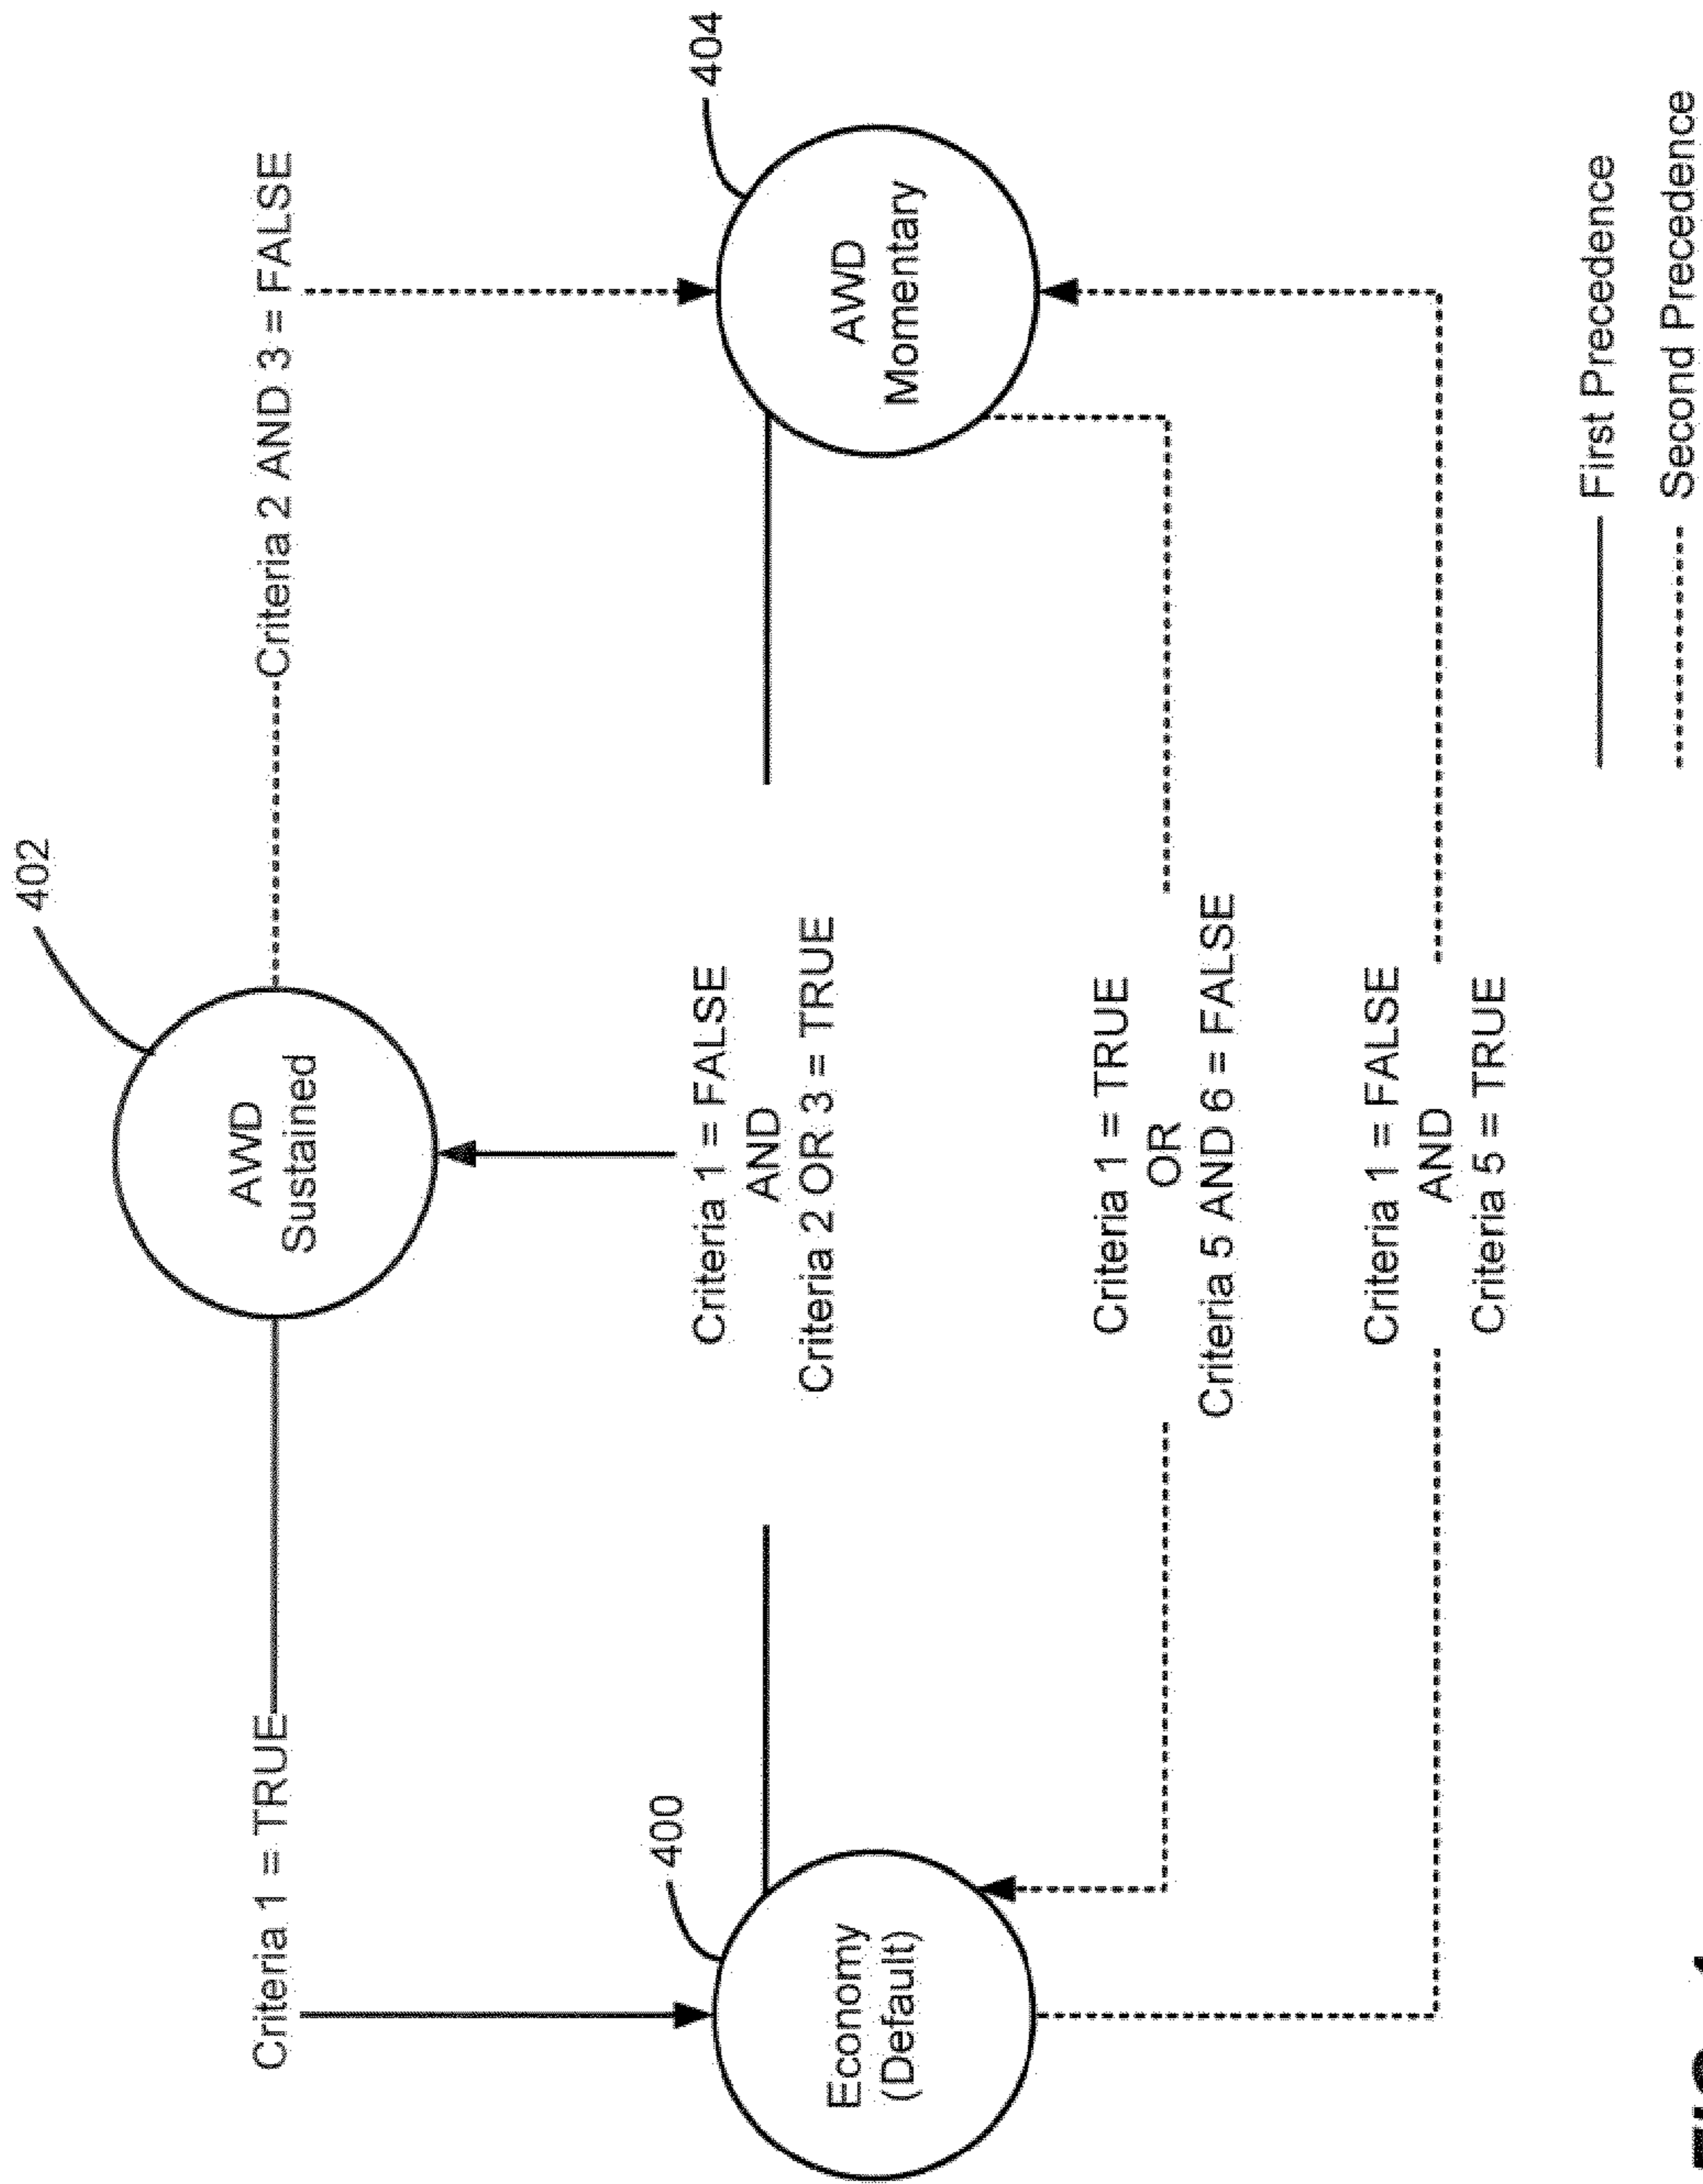 402
AWD
Sustained
Criteria 1 = TRUE
Criteria 2 AND 3 = FALSE
400
Economy
(Default)
Criteria 1 = FALSE
AND
Criteria 2 OR 3 = TRUE
404
AWD
Momentary
Criteria 1 = TRUE
OR
Criteria 5 AND 6 = FALSE
Criteria 1 = FALSE
AND
Criteria 5 = TRUE
First Precedence
Second Precedence